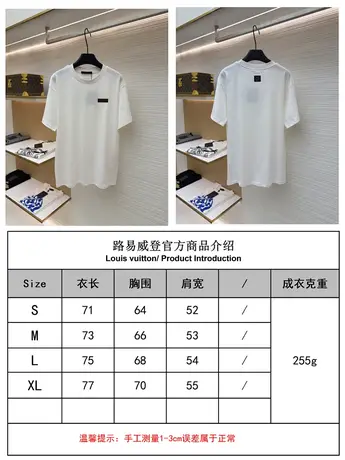 路易威登官方商品介绍
Louis vuitton/ Product Introduction
Size 衣长 胸围 肩宽 / 成衣克重
S 71 64 52 /
M 73 66 53 /
L 75 68 54 / 255g
XL 77 70 55 /
/
温馨提示: 手工测量1-3cm误差属于正常